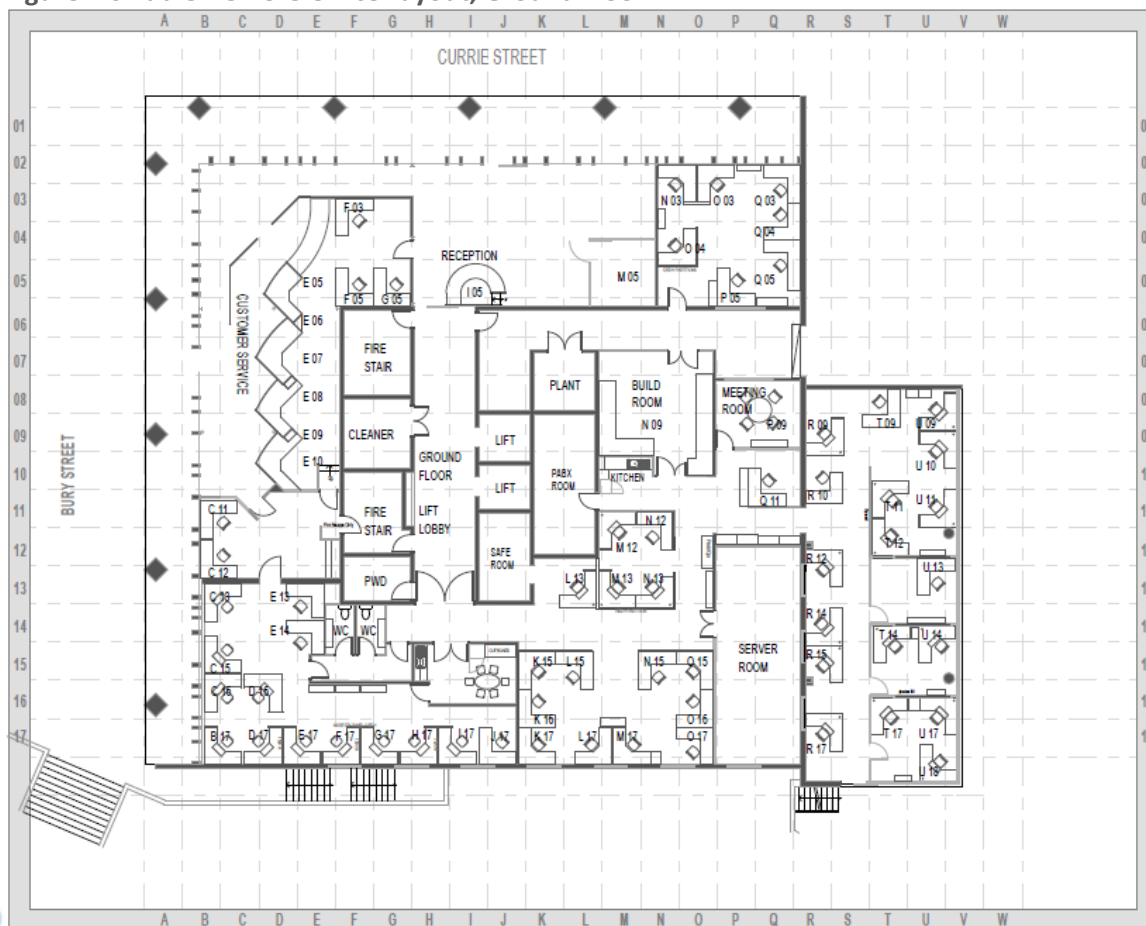 A B C D E F G H I J K L M N O P Q R S T U V W
CURRIE STREET
01
02
03
04
05
06
07
08
09
10
11
12
13
14
15
16
17
BURY STREET
CUSTOMER SERVICE
F 03
N 03
O 03
Q 03
Q 04
O 04
RECEPTION
M 05
Q 05
E 05
F 05
G 05
I 05
P 05
E 06
FIRE
STAIR
E 07
PLANT
BUILD
ROOM
N 09
MEETING
ROOM
P 09
E 08
CLEANER
E 09
E 10
LIFT
LIFT
GROUND
FLOOR
LIFT
LOBBY
PABX
ROOM
KITCHEN
Q 11
R 09
T 09
U 09
U 10
R 10
T 11
U 11
T 12
C 11
C 12
FIRE
STAIR
SAFE
ROOM
N 12
M 12
R 12
PWD
L 13
M 13
N 13
U 13
C 13
E 13
E 14
WC
WC
R 14
T 14
U 14
SERVER
ROOM
C 15
K 15
L 15
N 15
O 15
R 15
C 16
D 16
K 16
O 16
B 17
D 17
E 17
F 17
G 17
H 17
I 17
J 17
K 17
L 17
M 17
O 17
R 17
T 17
U 17
U 18
A B C D E F G H I J K L M N O P Q R S T U V W